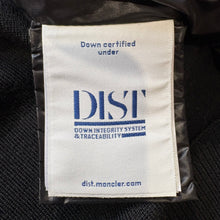 Down certified
under
DIST
DOWN INTEGRITY SYSTEM
& TRACEABILITY
dist.moncler.com